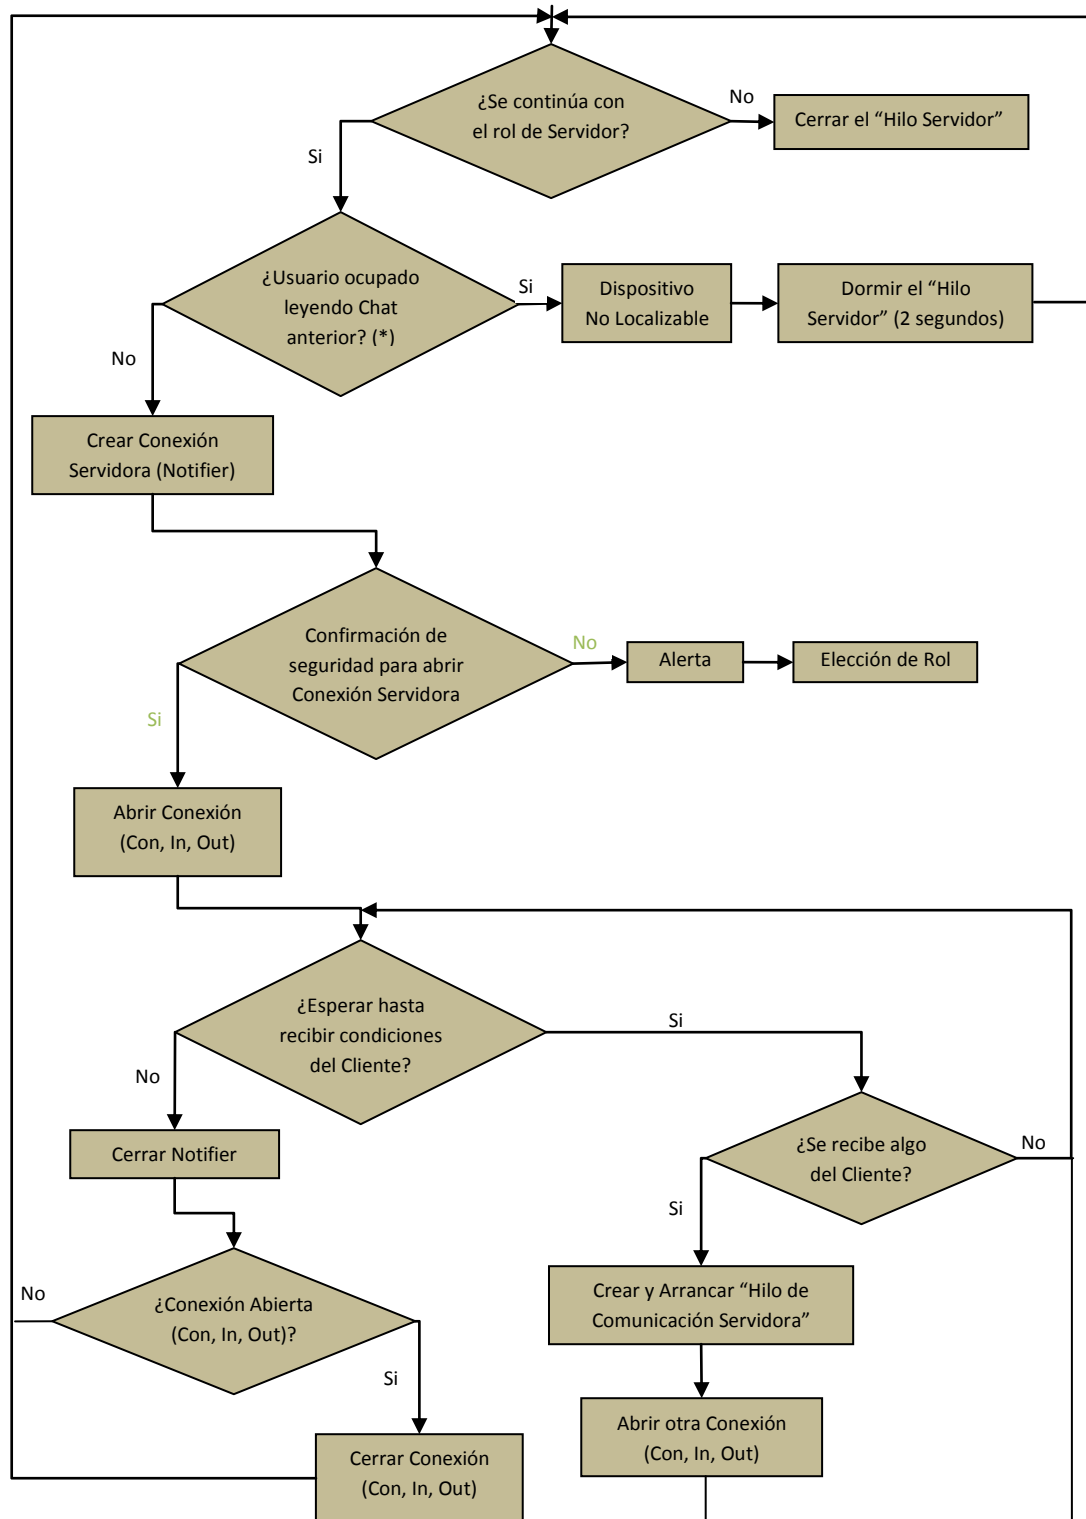 ¿Se continúa con
el rol de Servidor?
No
Cerrar el “Hilo Servidor”
Si
¿Usuario ocupado
leyendo Chat
anterior? (*)
Si
Dispositivo
No Localizable
Dormir el “Hilo
Servidor” (2 segundos)
No
Crear Conexión
Servidora (Notifier)
Confirmación de
seguridad para abrir
Conexión Servidora
No
Alerta
Elección de Rol
Si
Abrir Conexión
(Con, In, Out)
¿Esperar hasta
recibir condiciones
del Cliente?
Si
No
Cerrar Notifier
¿Se recibe algo
del Cliente?
No
Si
No
¿Conexión Abierta
(Con, In, Out)?
Crear y Arrancar “Hilo de
Comunicación Servidora”
Si
Abrir otra Conexión
(Con, In, Out)
Cerrar Conexión
(Con, In, Out)